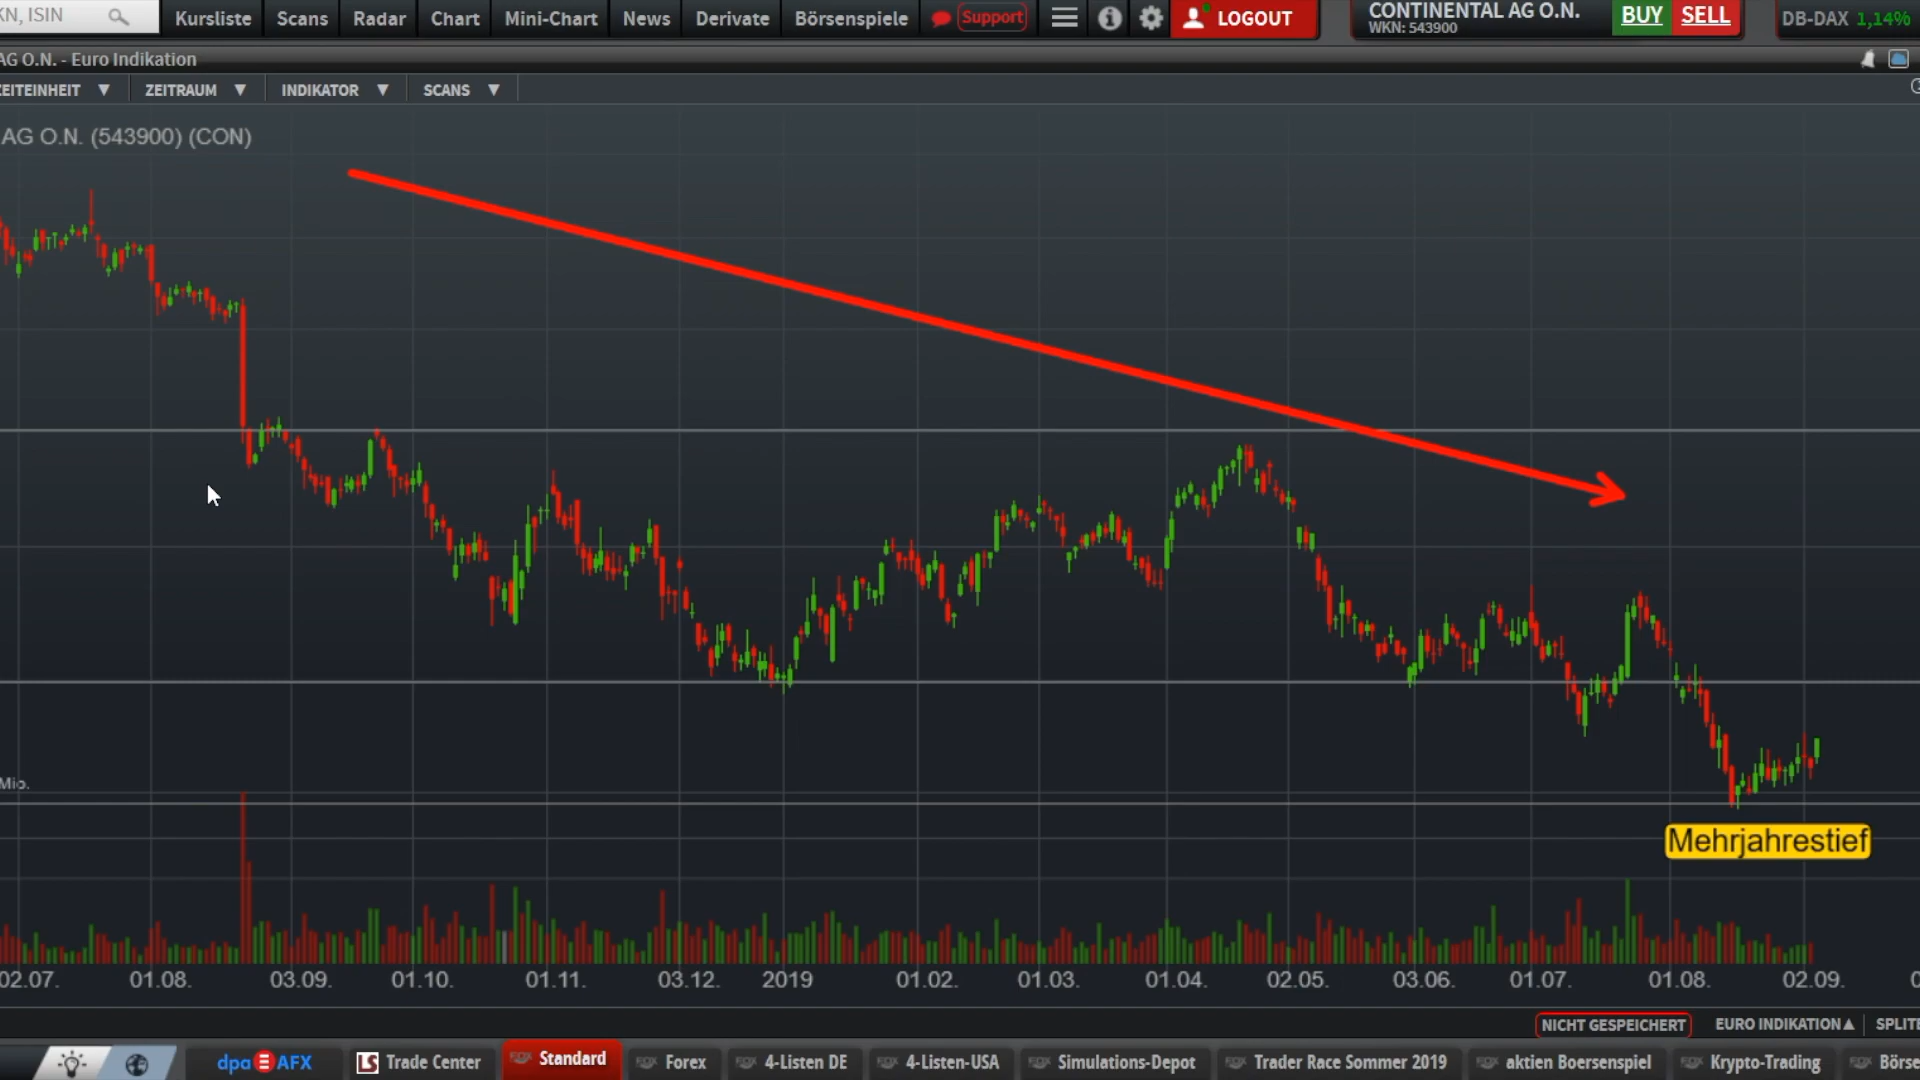 KN, ISIN
Kursliste
Scans
Radar
Chart
Mini-Chart
News
Derivate
Börsenspiele
Support
LOGOUT
CONTINENTAL AG O.N.
WKN: 543900
BUY
SELL
DB-DAX 1,14%
AG O.N. - Euro Indikation
ZEITEINHEIT
ZEITRAUM
INDIKATOR
SCANS
AG O.N. (543900) (CON)
Mio.
Mehrjahrestief
02.07. 01.08. 03.09. 01.10. 01.11. 03.12. 2019 01.02. 01.03. 01.04. 02.05. 03.06. 01.07. 01.08. 02.09.
NICHT GESPEICHERT
EURO INDIKATION
SPLITE
dpa AFX
LS Trade Center
Standard
Forex
4-Listen DE
4-Listen-USA
Simulations-Depot
Trader Race Sommer 2019
aktien Boersenspiel
Krypto-Trading
Börse